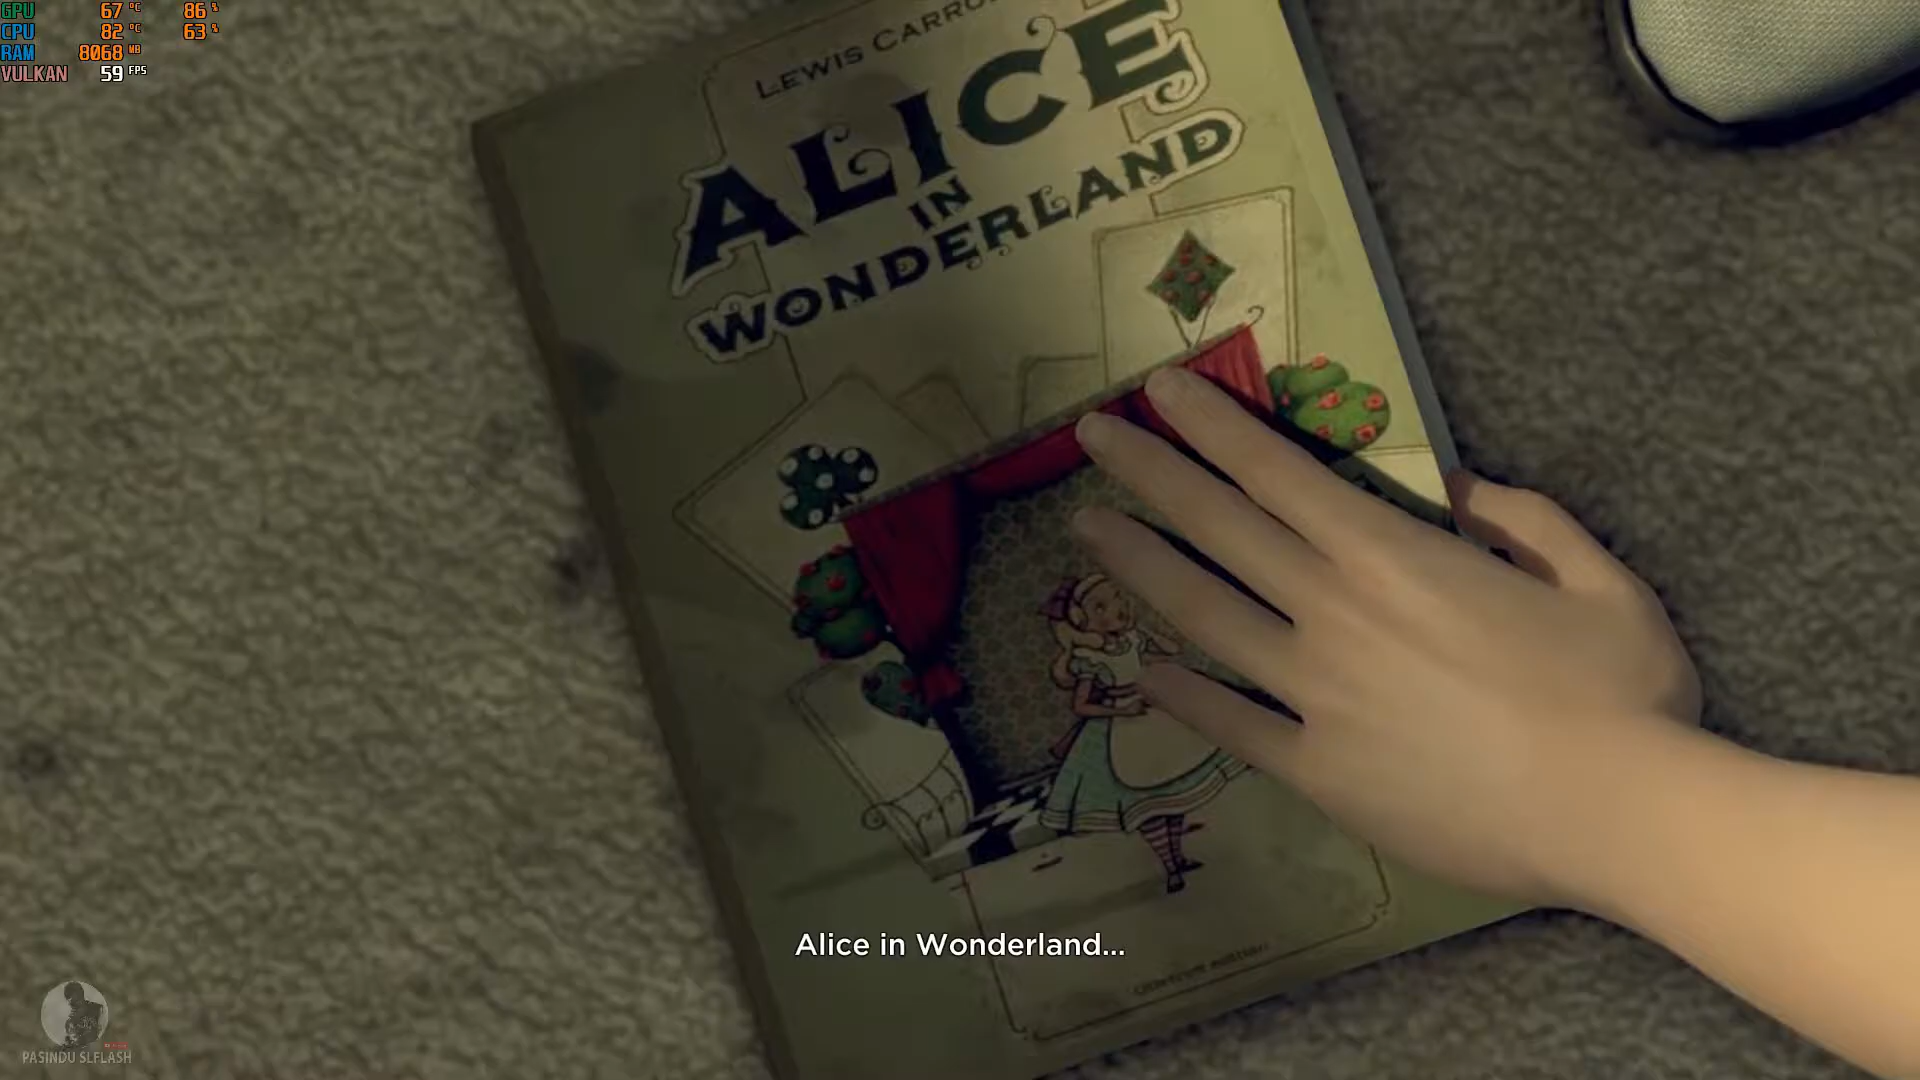 GPU 67 °C 86 %
CPU 82 °C 63 %
RAM 8068 MB
VULKAN 59 FPS
LEWIS CARRO
ALICE
IN
WONDERLAND
Alice in Wonderland...
PASINDU SLFLASH